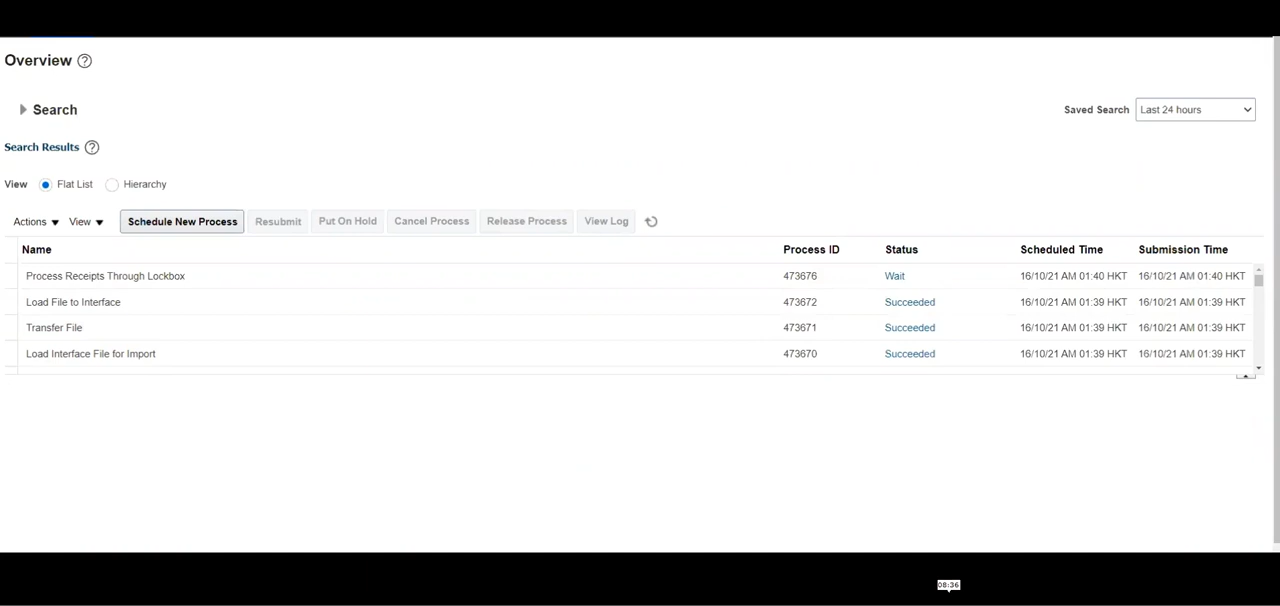 Overview ?
Search
Saved Search Last 24 hours
Search Results ?
View Flat List Hierarchy
Actions View Schedule New Process Resubmit Put On Hold Cancel Process Release Process View Log
Name Process ID Status Scheduled Time Submission Time
Process Receipts Through Lockbox 473676 Wait 16/10/21 AM 01:40 HKT 16/10/21 AM 01:40 HKT
Load File to Interface 473672 Succeeded 16/10/21 AM 01:39 HKT 16/10/21 AM 01:39 HKT
Transfer File 473671 Succeeded 16/10/21 AM 01:39 HKT 16/10/21 AM 01:39 HKT
Load Interface File for Import 473670 Succeeded 16/10/21 AM 01:39 HKT 16/10/21 AM 01:39 HKT
08:36